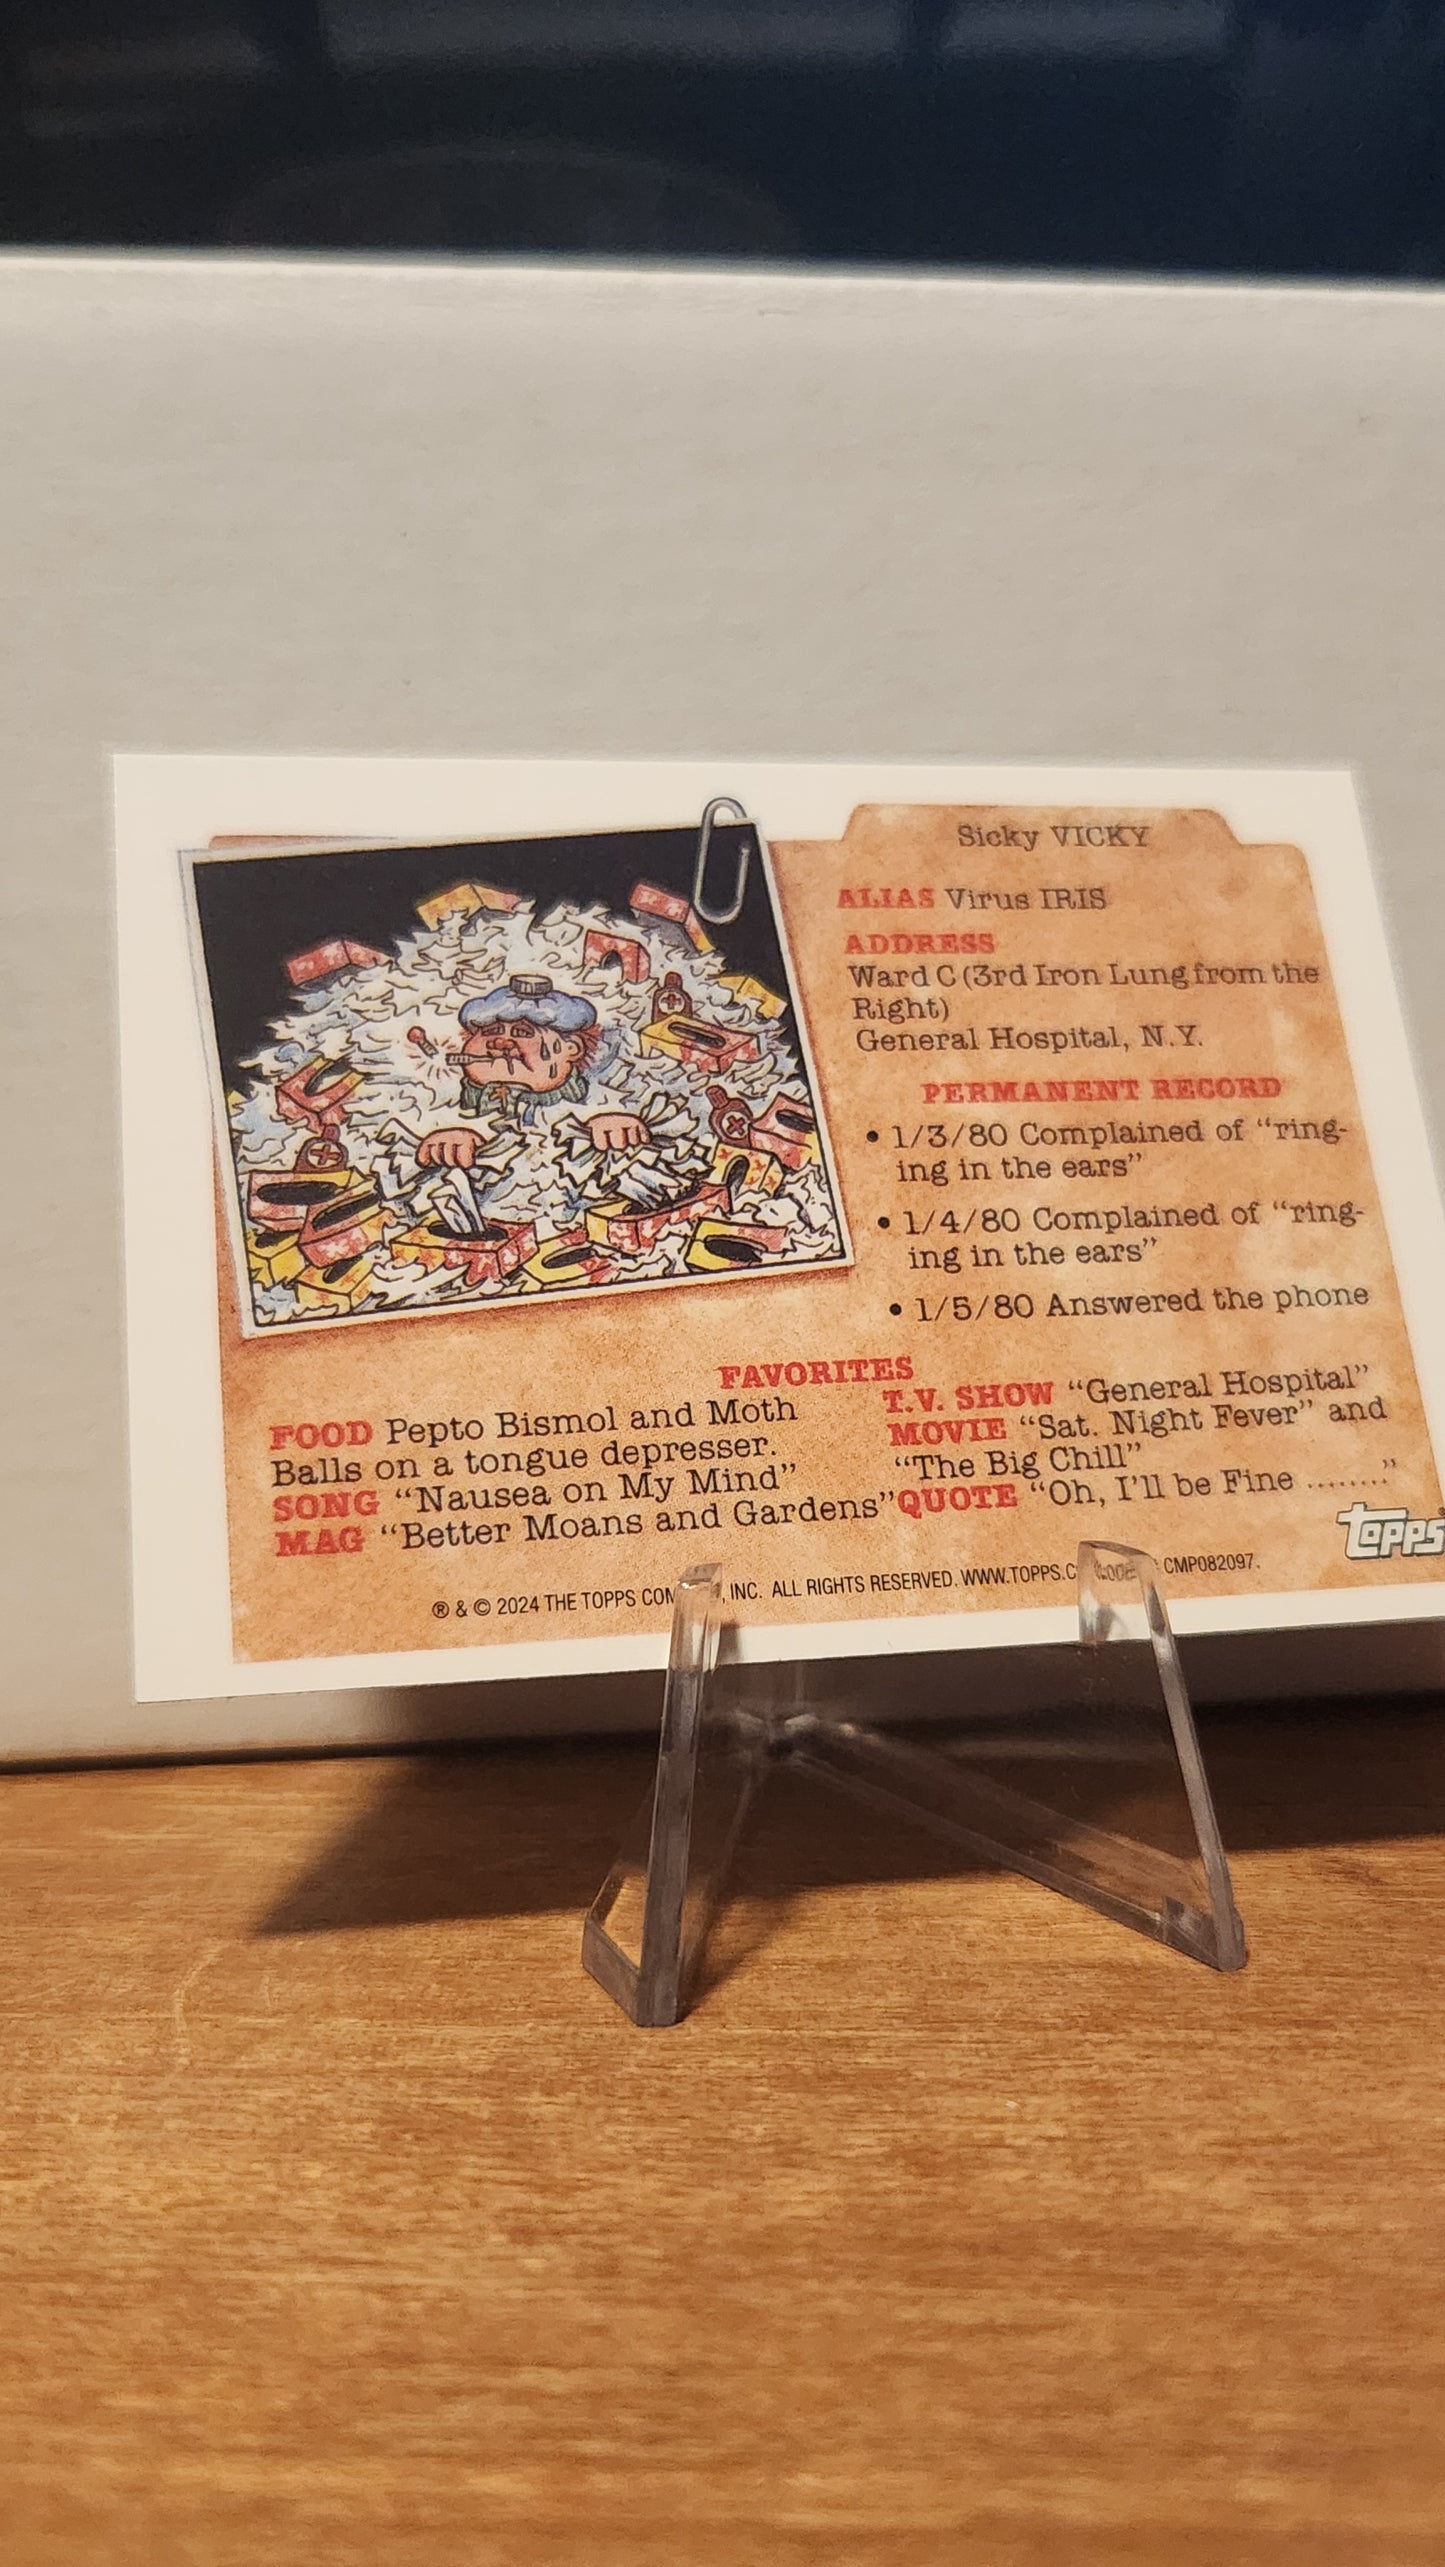 Sicky VICKY
ALIAS Virus IRIS
ADDRESS
Ward C (3rd Iron Lung from the
Right)
General Hospital, N.Y.
PERMANENT RECORD
• 1/3/80 Complained of “ring-
ing in the ears”
• 1/4/80 Complained of “ring-
ing in the ears”
• 1/5/80 Answered the phone
FAVORITES
FOOD Pepto Bismol and Moth
Balls on a tongue depresser.
SONG “Nausea on My Mind”
MAG “Better Moans and Gardens”
T.V. SHOW “General Hospital”
MOVIE “Sat. Night Fever” and
“The Big Chill”
QUOTE “Oh, I'll be Fine ........”
topps
® & © 2024 THE TOPPS INC. ALL RIGHTS RESERVED. CMP082097.